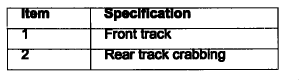 Item Specification
1 Front track
2 Rear track crabbing